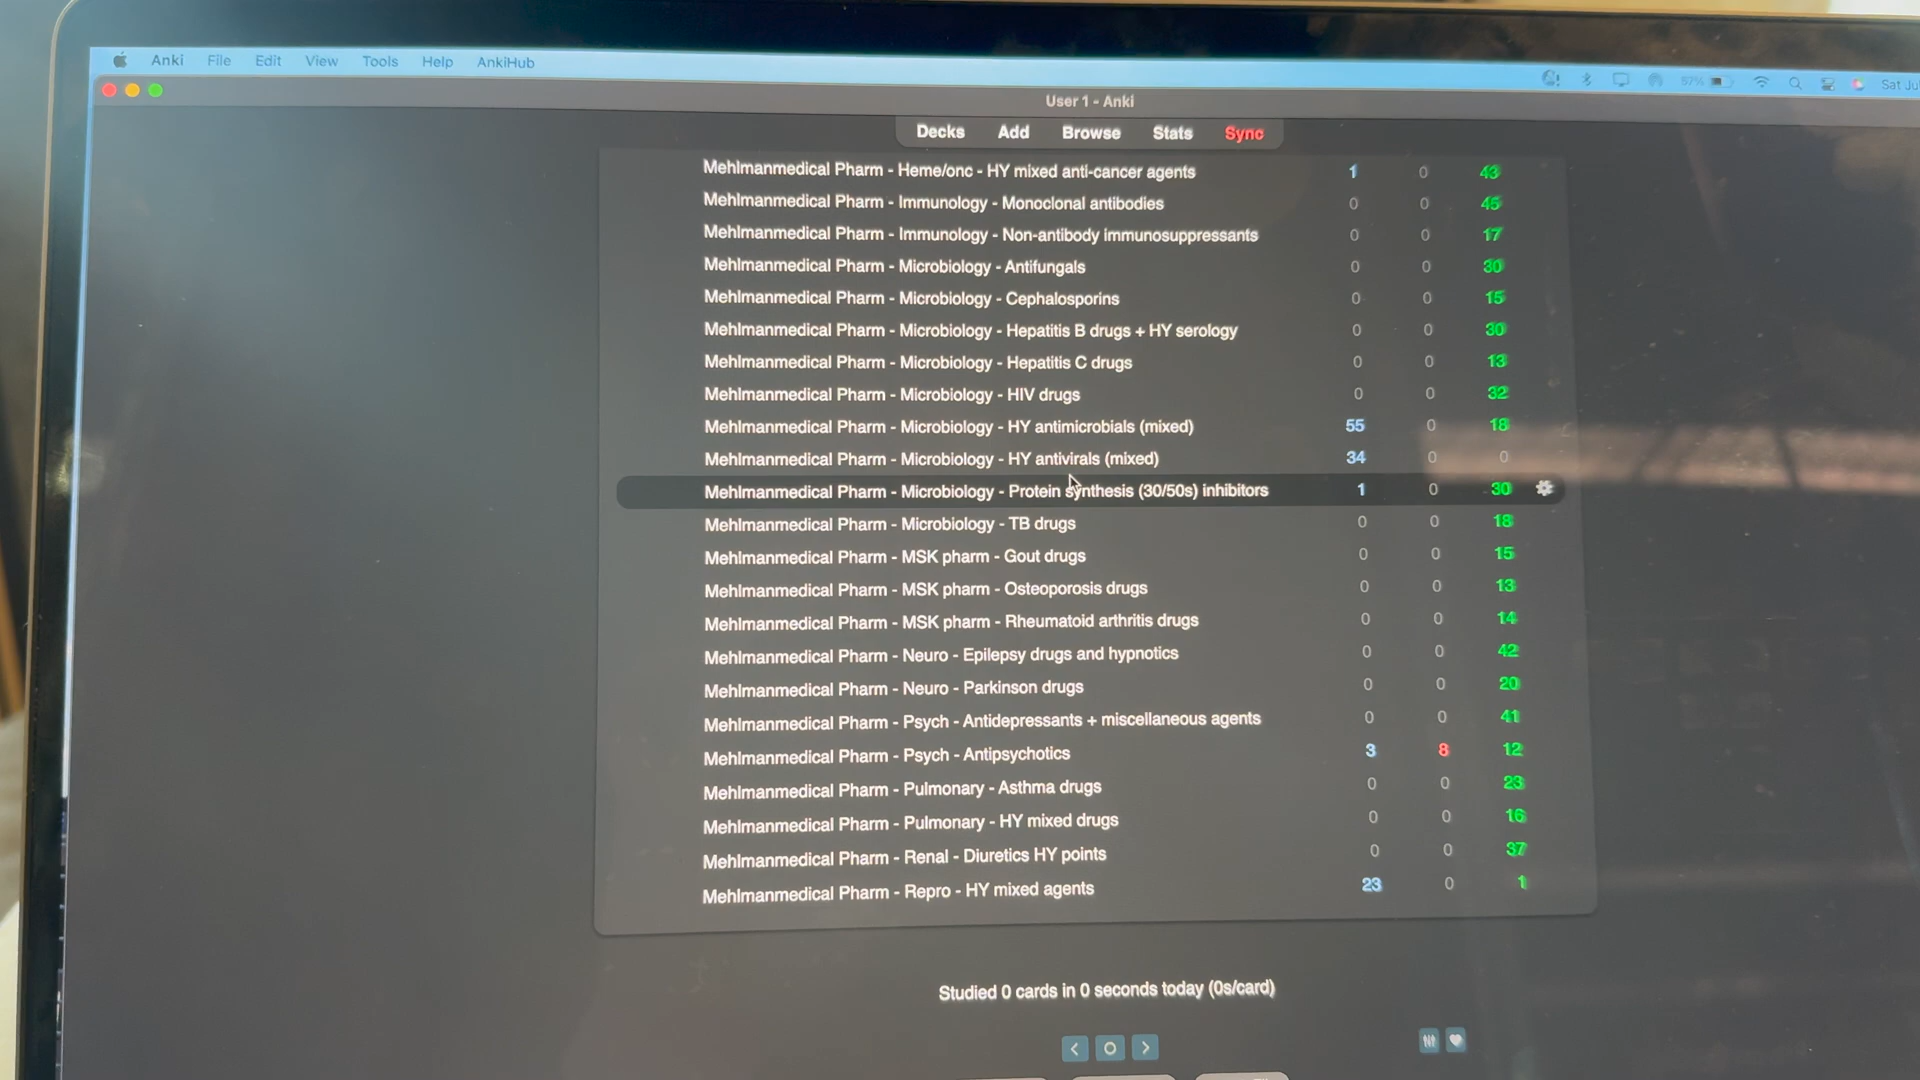 Anki File Edit View Tools Help AnkiHub 57% Sat Ju
User 1 - Anki
Decks Add Browse Stats Sync
Mehlmanmedical Pharm - Heme/onc - HY mixed anti-cancer agents 1 0 43
Mehlmanmedical Pharm - Immunology - Monoclonal antibodies 0 0 45
Mehlmanmedical Pharm - Immunology - Non-antibody immunosuppressants 0 0 17
Mehlmanmedical Pharm - Microbiology - Antifungals 0 0 30
Mehlmanmedical Pharm - Microbiology - Cephalosporins 0 0 15
Mehlmanmedical Pharm - Microbiology - Hepatitis B drugs + HY serology 0 0 30
Mehlmanmedical Pharm - Microbiology - Hepatitis C drugs 0 0 13
Mehlmanmedical Pharm - Microbiology - HIV drugs 0 0 32
Mehlmanmedical Pharm - Microbiology - HY antimicrobials (mixed) 55 0 18
Mehlmanmedical Pharm - Microbiology - HY antivirals (mixed) 34 0 0
Mehlmanmedical Pharm - Microbiology - Protein synthesis (30/50s) inhibitors 1 0 30
Mehlmanmedical Pharm - Microbiology - TB drugs 0 0 18
Mehlmanmedical Pharm - MSK pharm - Gout drugs 0 0 15
Mehlmanmedical Pharm - MSK pharm - Osteoporosis drugs 0 0 13
Mehlmanmedical Pharm - MSK pharm - Rheumatoid arthritis drugs 0 0 14
Mehlmanmedical Pharm - Neuro - Epilepsy drugs and hypnotics 0 0 42
Mehlmanmedical Pharm - Neuro - Parkinson drugs 0 0 20
Mehlmanmedical Pharm - Psych - Antidepressants + miscellaneous agents 0 0 41
Mehlmanmedical Pharm - Psych - Antipsychotics 3 8 12
Mehlmanmedical Pharm - Pulmonary - Asthma drugs 0 0 23
Mehlmanmedical Pharm - Pulmonary - HY mixed drugs 0 0 16
Mehlmanmedical Pharm - Renal - Diuretics HY points 0 0 37
Mehlmanmedical Pharm - Repro - HY mixed agents 23 0 1
Studied 0 cards in 0 seconds today (0s/card)